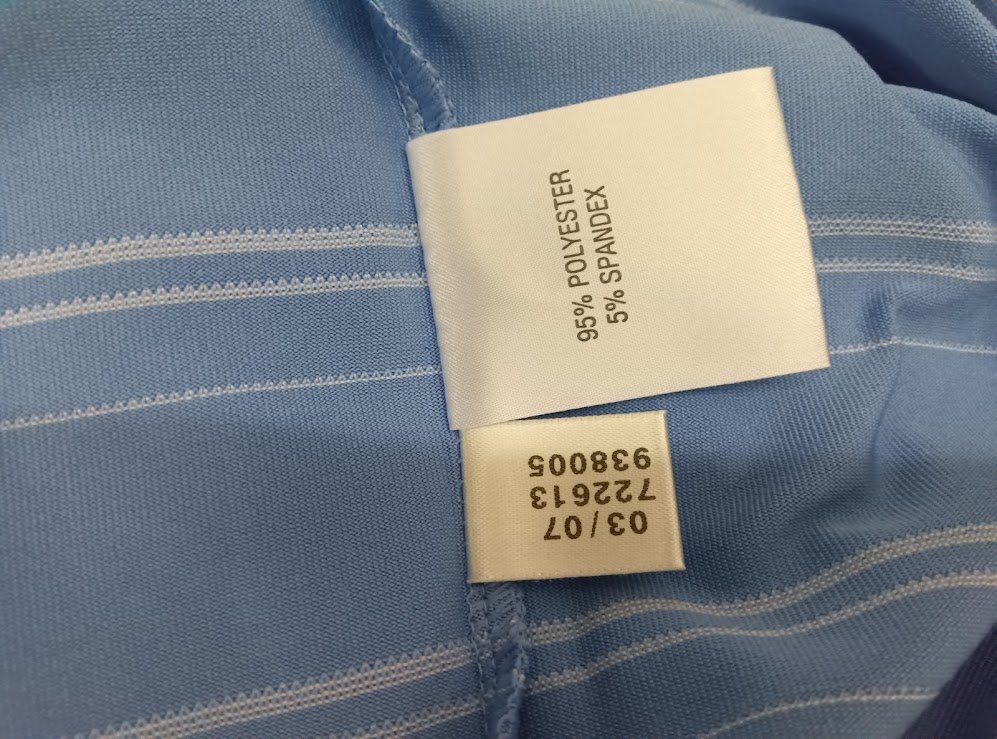 95% POLYESTER
5% SPANDEX
03/07
722613
938005